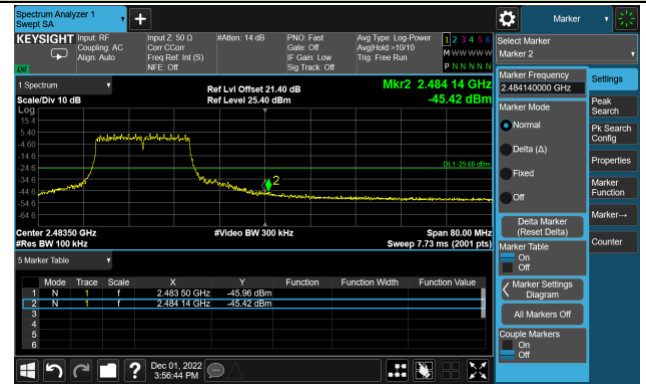 Spectrum Analyzer 1
Swept SA
Marker
KEYSIGHT
Input: RF
Coupling: AC
Align: Auto
Input Z: 50 Ω
Corr CCorr
Freq Ref: Int (S)
NFE: Off
#Atten: 14 dB
PNO: Fast
Gate: Off
IF Gain: Low
Sig Track: Off
Avg Type: Log-Power
Avg|Hold:>10/10
Trig: Free Run
1 2 3 4 5 6
M W W W W W
P N N N N N
LXI
1 Spectrum
Scale/Div 10 dB
Log
Ref Lvl Offset 21.40 dB
Ref Level 25.40 dBm
Mkr2 2.484 14 GHz
-45.42 dBm
15.4
5.40
-4.60
-14.6
-24.6
-34.6
-44.6
-54.6
-64.6
DL1 -25.68 dBm
2
Center 2.48350 GHz
#Res BW 100 kHz
#Video BW 300 kHz
Span 80.00 MHz
Sweep 7.73 ms (2001 pts)
5 Marker Table
Mode Trace Scale X Y Function Function Width Function Value
1 N 1 f 2.483 50 GHz -45.96 dBm
2 N 1 f 2.484 14 GHz -45.42 dBm
3
4
5
6
Select Marker
Marker 2
Marker Frequency
2.484140000 GHz
Marker Mode
Normal
Delta (Δ)
Fixed
Off
Delta Marker
(Reset Delta)
Marker Table
On
Off
Marker Settings
Diagram
All Markers Off
Couple Markers
On
Off
Settings
Peak
Search
Pk Search
Config
Properties
Marker
Function
Marker→
Counter
?
Dec 01, 2022
3:56:44 PM